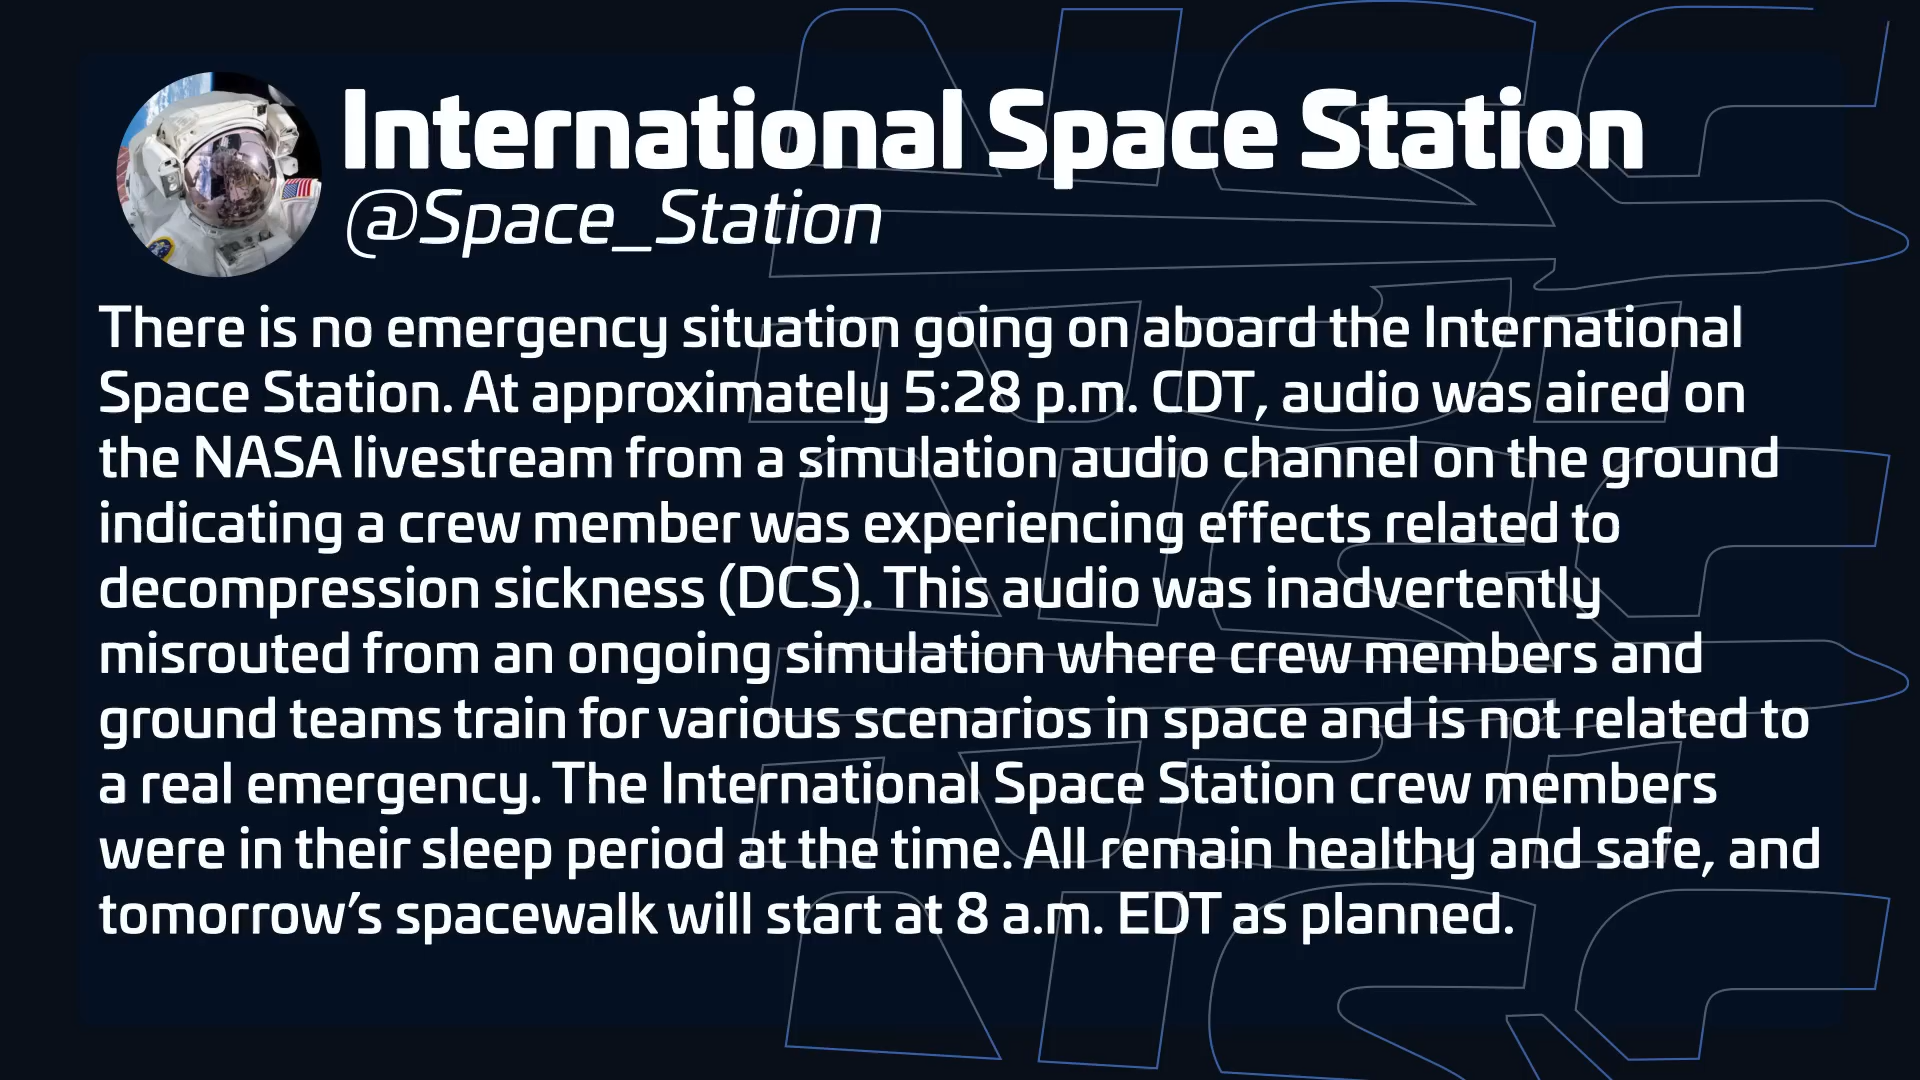 International Space Station
@Space_Station
There is no emergency situation going on aboard the International
Space Station. At approximately 5:28 p.m. CDT, audio was aired on
the NASA livestream from a simulation audio channel on the ground
indicating a crew member was experiencing effects related to
decompression sickness (DCS). This audio was inadvertently
misrouted from an ongoing simulation where crew members and
ground teams train for various scenarios in space and is not related to
a real emergency. The International Space Station crew members
were in their sleep period at the time. All remain healthy and safe, and
tomorrow’s spacewalk will start at 8 a.m. EDT as planned.